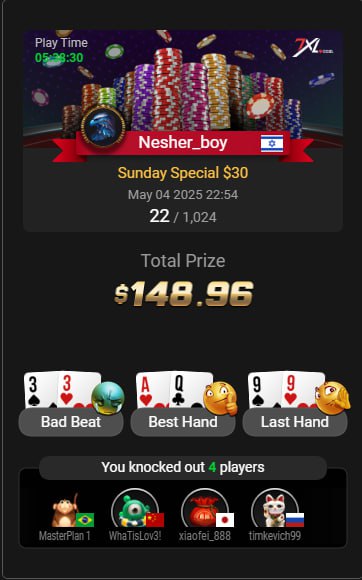 Play Time
05:28:30
7XL
Nesher_boy
Sunday Special $30
May 04 2025 22:54
22 / 1,024
Total Prize
$148.96
3 3 A Q 9 9
Bad Beat Best Hand Last Hand
You knocked out 4 players
MasterPlan 1 WhaTisLov3! xiaofei_888 timkevich99